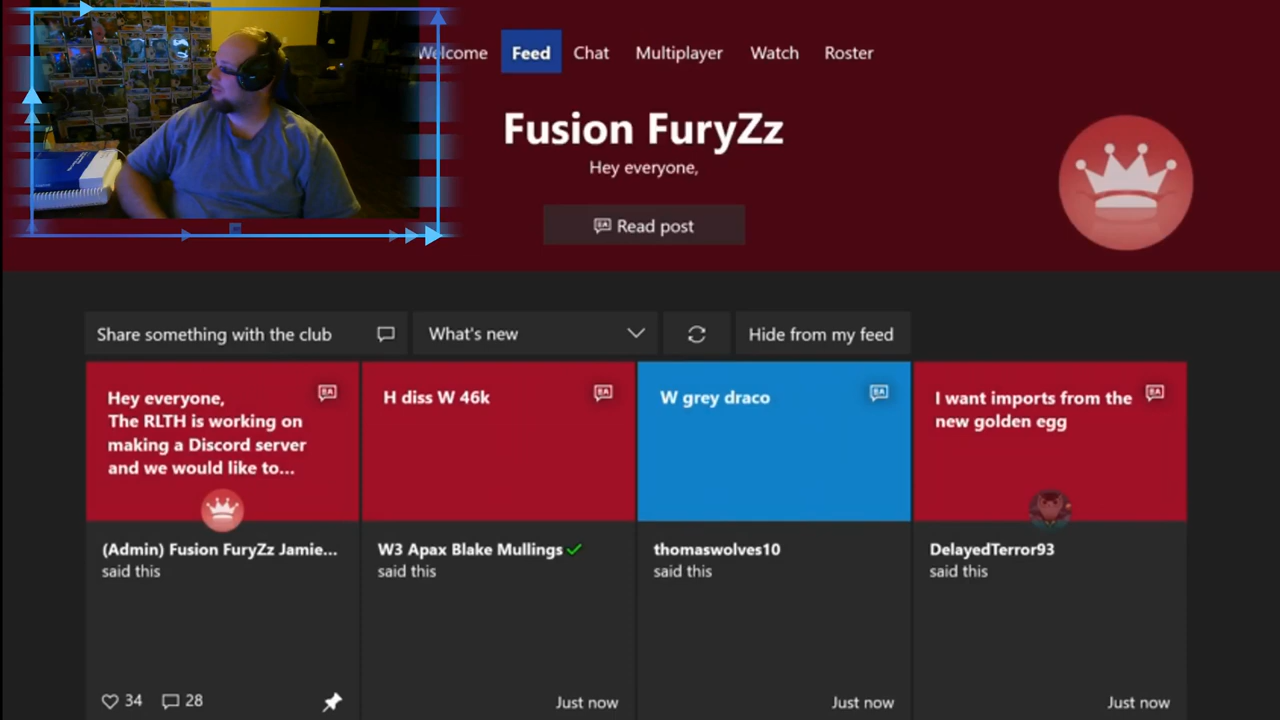 Welcome Feed Chat Multiplayer Watch Roster
Fusion FuryZz
Hey everyone,
Read post
Share something with the club
What's new
Hide from my feed
Hey everyone,
The RLTH is working on
making a Discord server
and we would like to...
(Admin) Fusion FuryZz Jamie...
said this
34 28
H diss W 46k
W3 Apax Blake Mullings
said this
Just now
W grey draco
thomaswolves10
said this
Just now
I want imports from the
new golden egg
DelayedTerror93
said this
Just now